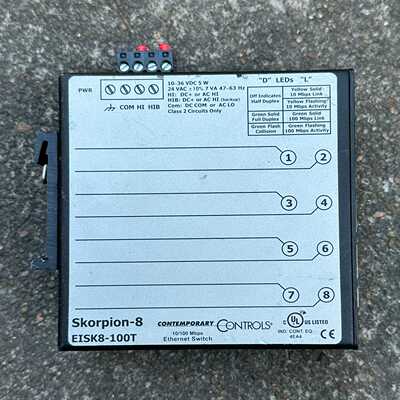 PWR
COM HI HIB
10-36 VDC 5 W
24 VAC ±10% 7 VA 47-63 Hz
HI: DC+ or AC HI
HIB: DC+ or AC HI (backup)
Com: DC COM or AC LO
Class 2 Circuits Only
"D" LEDs "L"
Off Indicates Half Duplex
Yellow Solid 10 Mbps Link
Yellow Flashing 10 Mbps Activity
Green Solid Full Duplex
Green Solid 100 Mbps Link
Green Flash Collision
Green Flashing 100 Mbps Activity
1
2
3
4
5
6
7
8
Skorpion-8
EISK8-100T
CONTEMPORARY CONTROLS
10/100 Mbps
Ethernet Switch
C UL US LISTED
IND. CONT. EQ.
4EA4
CE